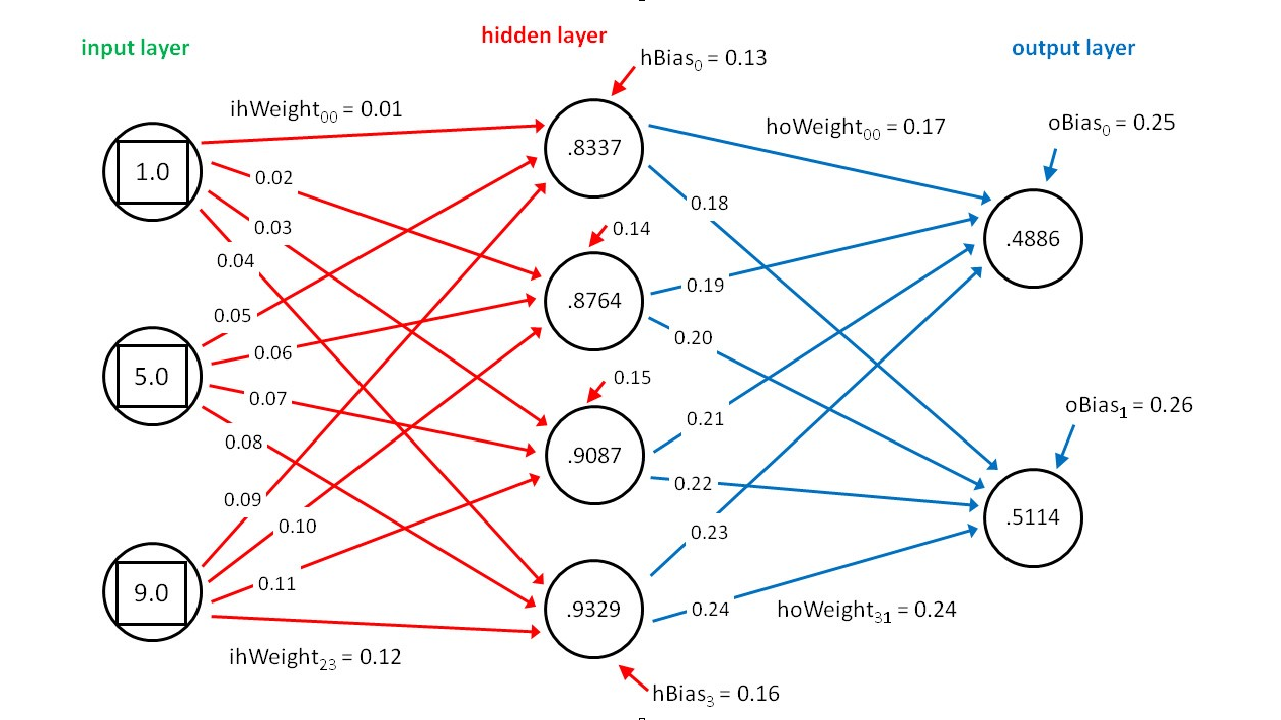 input layer
hidden layer
output layer
hBias0 = 0.13
ihWeight00 = 0.01
hoWeight00 = 0.17
oBias0 = 0.25
1.0
.8337
0.02
0.03
0.04
0.18
0.14
.4886
0.05
0.06
.8764
0.19
0.20
5.0
0.07
0.08
0.15
0.21
oBias1 = 0.26
.9087
0.22
0.09
0.10
0.23
.5114
9.0
0.11
.9329
0.24
hoWeight31 = 0.24
ihWeight23 = 0.12
hBias3 = 0.16